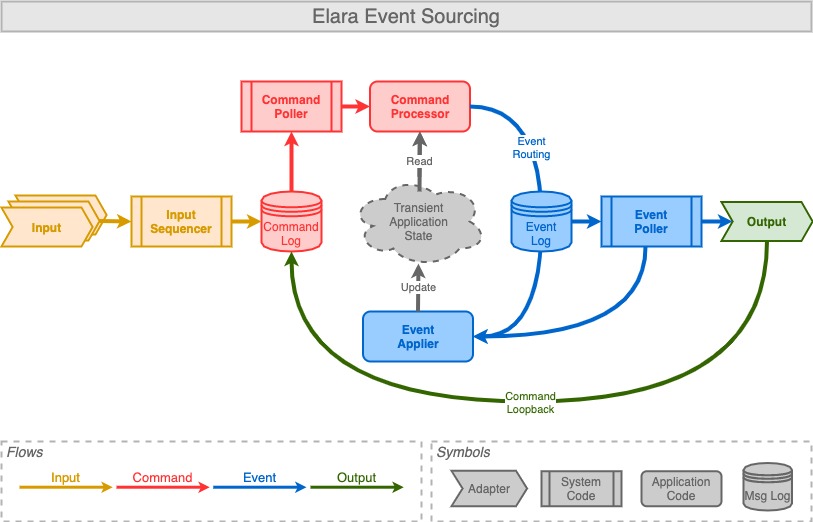 Elara Event Sourcing
Command
Poller
Command
Processor
Event
Routing
Read
Input
Input
Sequencer
Command
Log
Transient
Application
State
Event
Log
Event
Poller
Output
Update
Event
Applier
Command
Loopback
Flows
Input
Command
Event
Output
Symbols
Adapter
System
Code
Application
Code
Msg Log